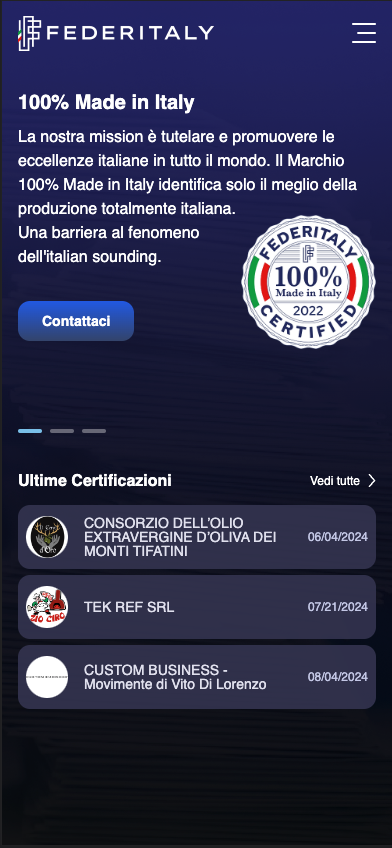 FEDERITALY
100% Made in Italy
La nostra mission è tutelare e promuovere le
eccellenze italiane in tutto il mondo. Il Marchio
100% Made in Italy identifica solo il meglio della
produzione totalmente italiana.
Una barriera al fenomeno
dell'italian sounding.
FEDERITALY
100%
Made in Italy
2022
CERTIFIED
Contattaci
Ultime Certificazioni
Vedi tutte
CONSORZIO DELL'OLIO
EXTRAVERGINE D'OLIVA DEI
MONTI TIFATINI
06/04/2024
d'Oro
TEK REF SRL
07/21/2024
ZIO CIRO
CUSTOM BUSINESS -
Movimente di Vito Di Lorenzo
08/04/2024